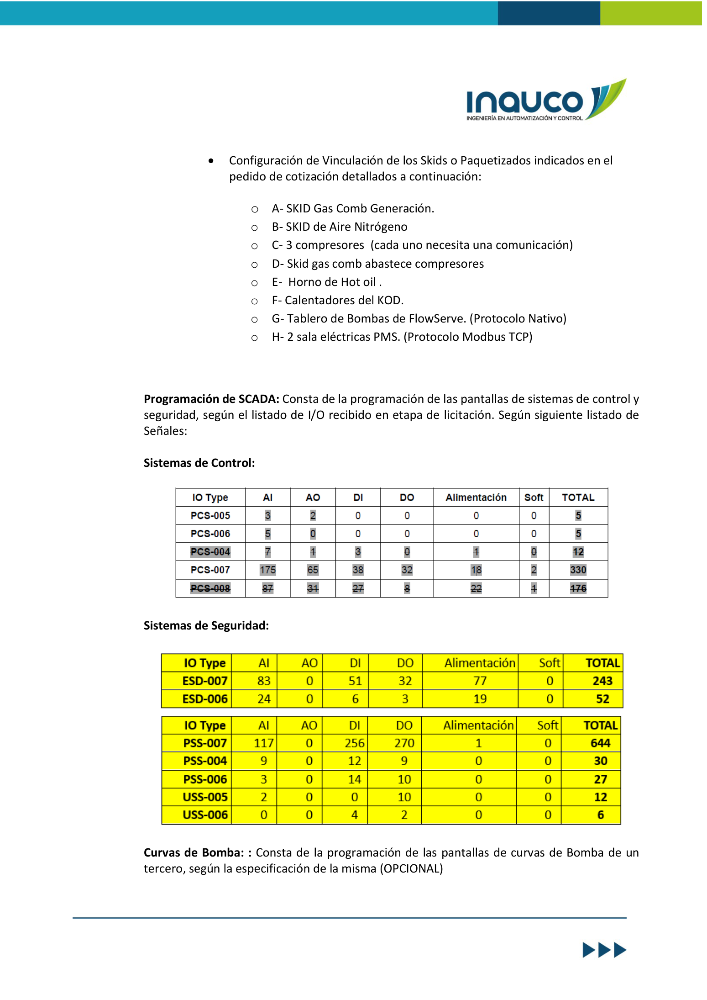 INAUCO
INGENIERÍA EN AUTOMATIZACIÓN Y CONTROL
• Configuración de Vinculación de los Skids o Paquetizados indicados en el
pedido de cotización detallados a continuación:
o A- SKID Gas Comb Generación.
o B- SKID de Aire Nitrógeno
o C- 3 compresores  (cada uno necesita una comunicación)
o D- Skid gas comb abastece compresores
o E-  Horno de Hot oil .
o F- Calentadores del KOD.
o G- Tablero de Bombas de FlowServe. (Protocolo Nativo)
o H- 2 sala eléctricas PMS. (Protocolo Modbus TCP)
Programación de SCADA: Consta de la programación de las pantallas de sistemas de control y
seguridad, según el listado de I/O recibido en etapa de licitación. Según siguiente listado de
Señales:
Sistemas de Control:
IO Type AI AO DI DO Alimentación Soft TOTAL
PCS-005 3 2 0 0 0 0 5
PCS-006 5 0 0 0 0 0 5
PCS-004 7 1 3 0 1 0 12
PCS-007 175 65 38 32 18 2 330
PCS-008 87 31 27 8 22 1 176
Sistemas de Seguridad:
IO Type AI AO DI DO Alimentación Soft TOTAL
ESD-007 83 0 51 32 77 0 243
ESD-006 24 0 6 3 19 0 52
IO Type AI AO DI DO Alimentación Soft TOTAL
PSS-007 117 0 256 270 1 0 644
PSS-004 9 0 12 9 0 0 30
PSS-006 3 0 14 10 0 0 27
USS-005 2 0 0 10 0 0 12
USS-006 0 0 4 2 0 0 6
Curvas de Bomba: : Consta de la programación de las pantallas de curvas de Bomba de un
tercero, según la especificación de la misma (OPCIONAL)